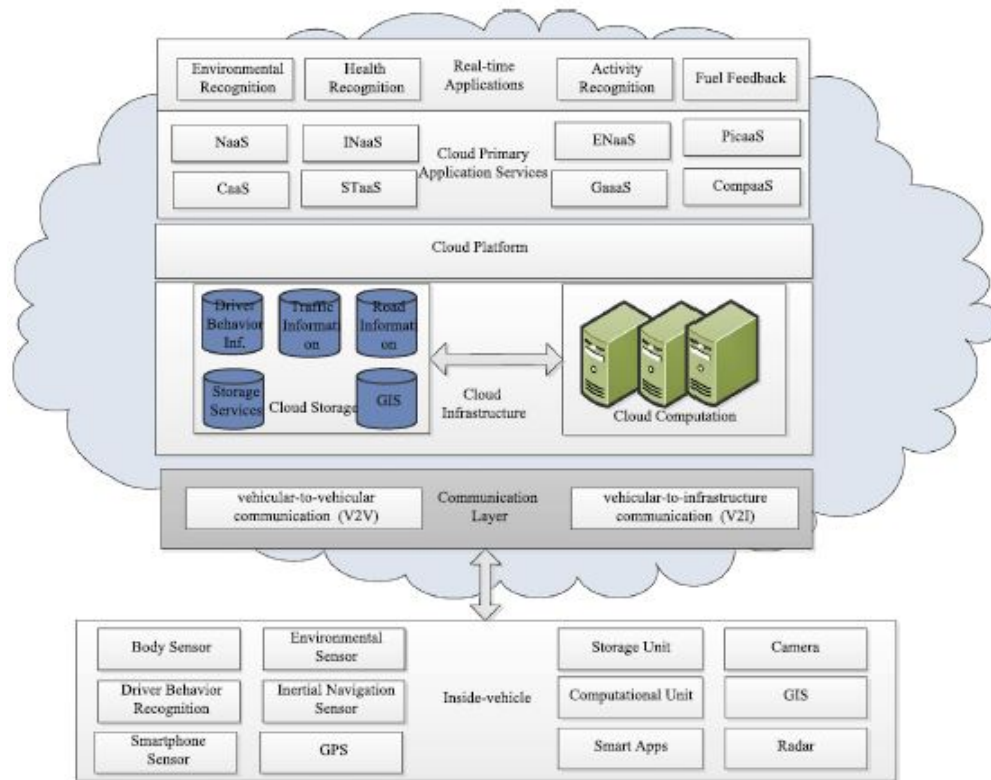 Environmental
Recognition
Health
Recognition
Real-time
Applications
Activity
Recognition
Fuel Feedback
NaaS
INaaS
ENaaS
PicaaS
Cloud Primary
Application Services
CaaS
STaaS
GaaaS
CompaaS
Cloud Platform
Driver
Behavior
Inf.
Traffic
Informati
on
Road
Informati
on
Storage
Services
Cloud Storage
GIS
Cloud
Infrastructure
Cloud Computation
vehicular-to-vehicular
communication (V2V)
Communication
Layer
vehicular-to-infrastructure
communication (V2I)
Body Sensor
Environmental
Sensor
Storage Unit
Camera
Driver Behavior
Recognition
Inertial Navigation
Sensor
Inside-vehicle
Computational Unit
GIS
Smartphone
Sensor
GPS
Smart Apps
Radar